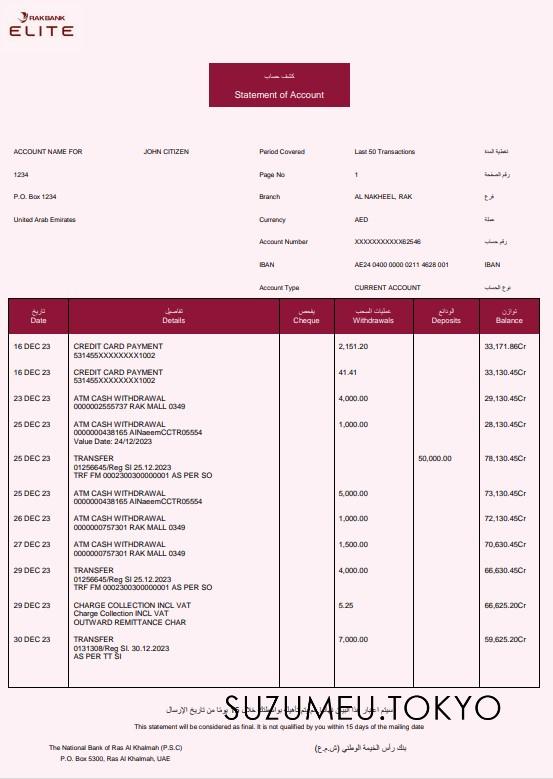 RAKBANK
ELITE
كشف حساب
Statement of Account
ACCOUNT NAME FOR JOHN CITIZEN Period Covered Last 50 Transactions تغطية المدة
1234 Page No 1 رقم الصفحة
P.O. Box 1234 Branch AL NAKHEEL, RAK فرع
United Arab Emirates Currency AED عملة
Account Number XXXXXXXXXX62546 رقم حساب
IBAN AE24 0400 0000 0211 4628 001 IBAN
Account Type CURRENT ACCOUNT نوع الحساب
تاريخ تفاصيل يفحص عمليات السحب الودائع توازن
Date Details Cheque Withdrawals Deposits Balance
16 DEC 23 CREDIT CARD PAYMENT 2,151.20 33,171.86Cr
531455XXXXXXXX1002
16 DEC 23 CREDIT CARD PAYMENT 41.41 33,130.45Cr
531455XXXXXXXX1002
23 DEC 23 ATM CASH WITHDRAWAL 4,000.00 29,130.45Cr
0000002555737 RAK MALL 0349
25 DEC 23 ATM CASH WITHDRAWAL 1,000.00 28,130.45Cr
0000000438165 AlNaeemCCTR05554
Value Date: 24/12/2023
25 DEC 23 TRANSFER 50,000.00 78,130.45Cr
01256645/Reg SI 25.12.2023
TRF FM 0002300300000001 AS PER SO
25 DEC 23 ATM CASH WITHDRAWAL 5,000.00 73,130.45Cr
0000000438165 AlNaeemCCTR05554
26 DEC 23 ATM CASH WITHDRAWAL 1,000.00 72,130.45Cr
0000000757301 RAK MALL 0349
27 DEC 23 ATM CASH WITHDRAWAL 1,500.00 70,630.45Cr
0000000757301 RAK MALL 0349
29 DEC 23 TRANSFER 4,000.00 66,630.45Cr
01256645/Reg SI 25.12.2023
TRF FM 0002300300000001 AS PER SO
29 DEC 23 CHARGE COLLECTION INCL VAT 5.25 66,625.20Cr
Charge Collection INCL VAT
OUTWARD REMITTANCE CHAR
30 DEC 23 TRANSFER 7,000.00 59,625.20Cr
0131308/Reg SI. 30.12.2023
AS PER TT SI
يومًا من تاريخ الإرسال
SUZUMEU.TOKYO
This statement will be considered as final. It is not qualified by you within 15 days of the mailing date
The National Bank of Ras Al Khalmah (P.S.C) بنك رأس الخيمة الوطني (ش.م.ع)
P.O. Box 5300, Ras Al Khalmah, UAE